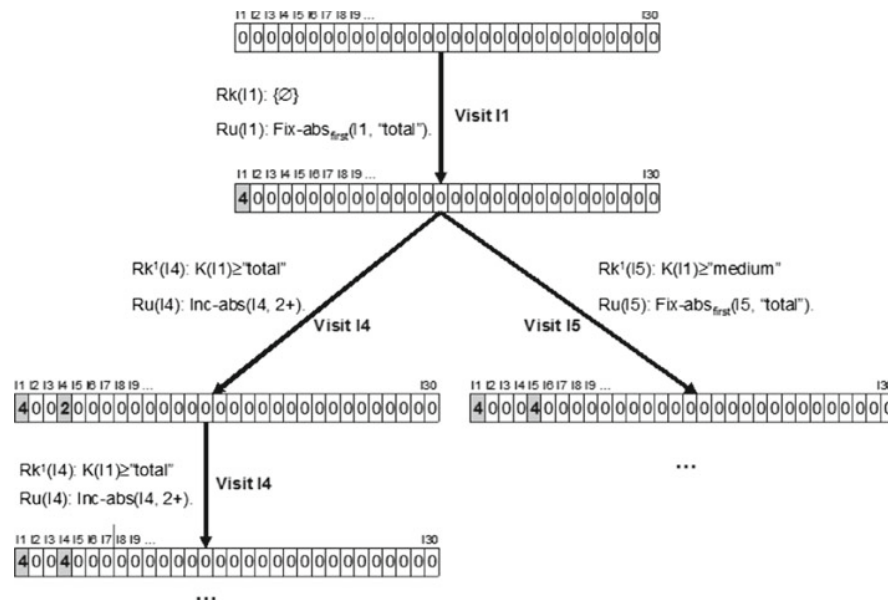 I1 I2 I3 I4 I5 I6 I7 I8 I9 ... I30
0 0 0 0 0 0 0 0 0 0 0 0 0 0 0 0 0 0 0 0 0 0 0 0 0 0 0 0 0 0
Rk(I1): {∅}
Visit I1
Ru(I1): Fix-abs_first(I1, "total").
I1 I2 I3 I4 I5 I6 I7 I8 I9 ... I30
4 0 0 0 0 0 0 0 0 0 0 0 0 0 0 0 0 0 0 0 0 0 0 0 0 0 0 0 0 0
Rk¹(I4): K(I1)≥"total"
Ru(I4): Inc-abs(I4, 2+).
Visit I4
Rk¹(I5): K(I1)≥"medium"
Ru(I5): Fix-abs_first(I5, "total").
Visit I5
I1 I2 I3 I4 I5 I6 I7 I8 I9 ... I30
4 0 0 2 0 0 0 0 0 0 0 0 0 0 0 0 0 0 0 0 0 0 0 0 0 0 0 0 0 0
I1 I2 I3 I4 I5 I6 I7 I8 I9 ... I30
4 0 0 0 4 0 0 0 0 0 0 0 0 0 0 0 0 0 0 0 0 0 0 0 0 0 0 0 0 0
...
Rk¹(I4): K(I1)≥"total"
Ru(I4): Inc-abs(I4, 2+).
Visit I4
I1 I2 I3 I4 I5 I6 I7 I8 I9 ... I30
4 0 0 4 0 0 0 0 0 0 0 0 0 0 0 0 0 0 0 0 0 0 0 0 0 0 0 0 0 0
...